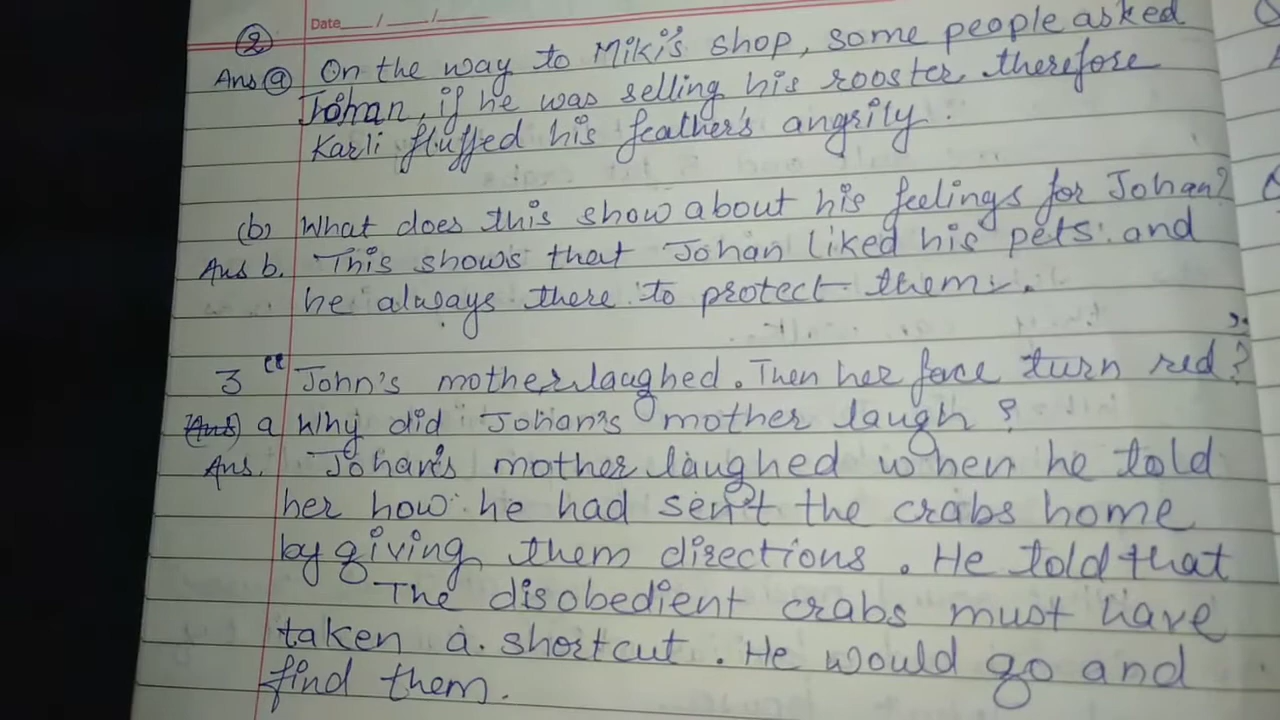 Date__/__/__
②
Ans ⓐ On the way to Miki's shop, some people asked
Johan, if he was selling his rooster therefore
Karli fluffed his feather's angrily.
(b) What does this show about his feelings for Johan?
Ans b. This shows that Johan liked his pets and
he always there to protect them.
3 " John's mother laughed. Then her face turn red?"
(Ans) a Why did Johan's mother laugh?
Ans. Johan's mother laughed when he told
her how he had sent the crabs home
by giving them directions. He told that
The disobedient crabs must have
taken a shortcut. He would go and
find them.